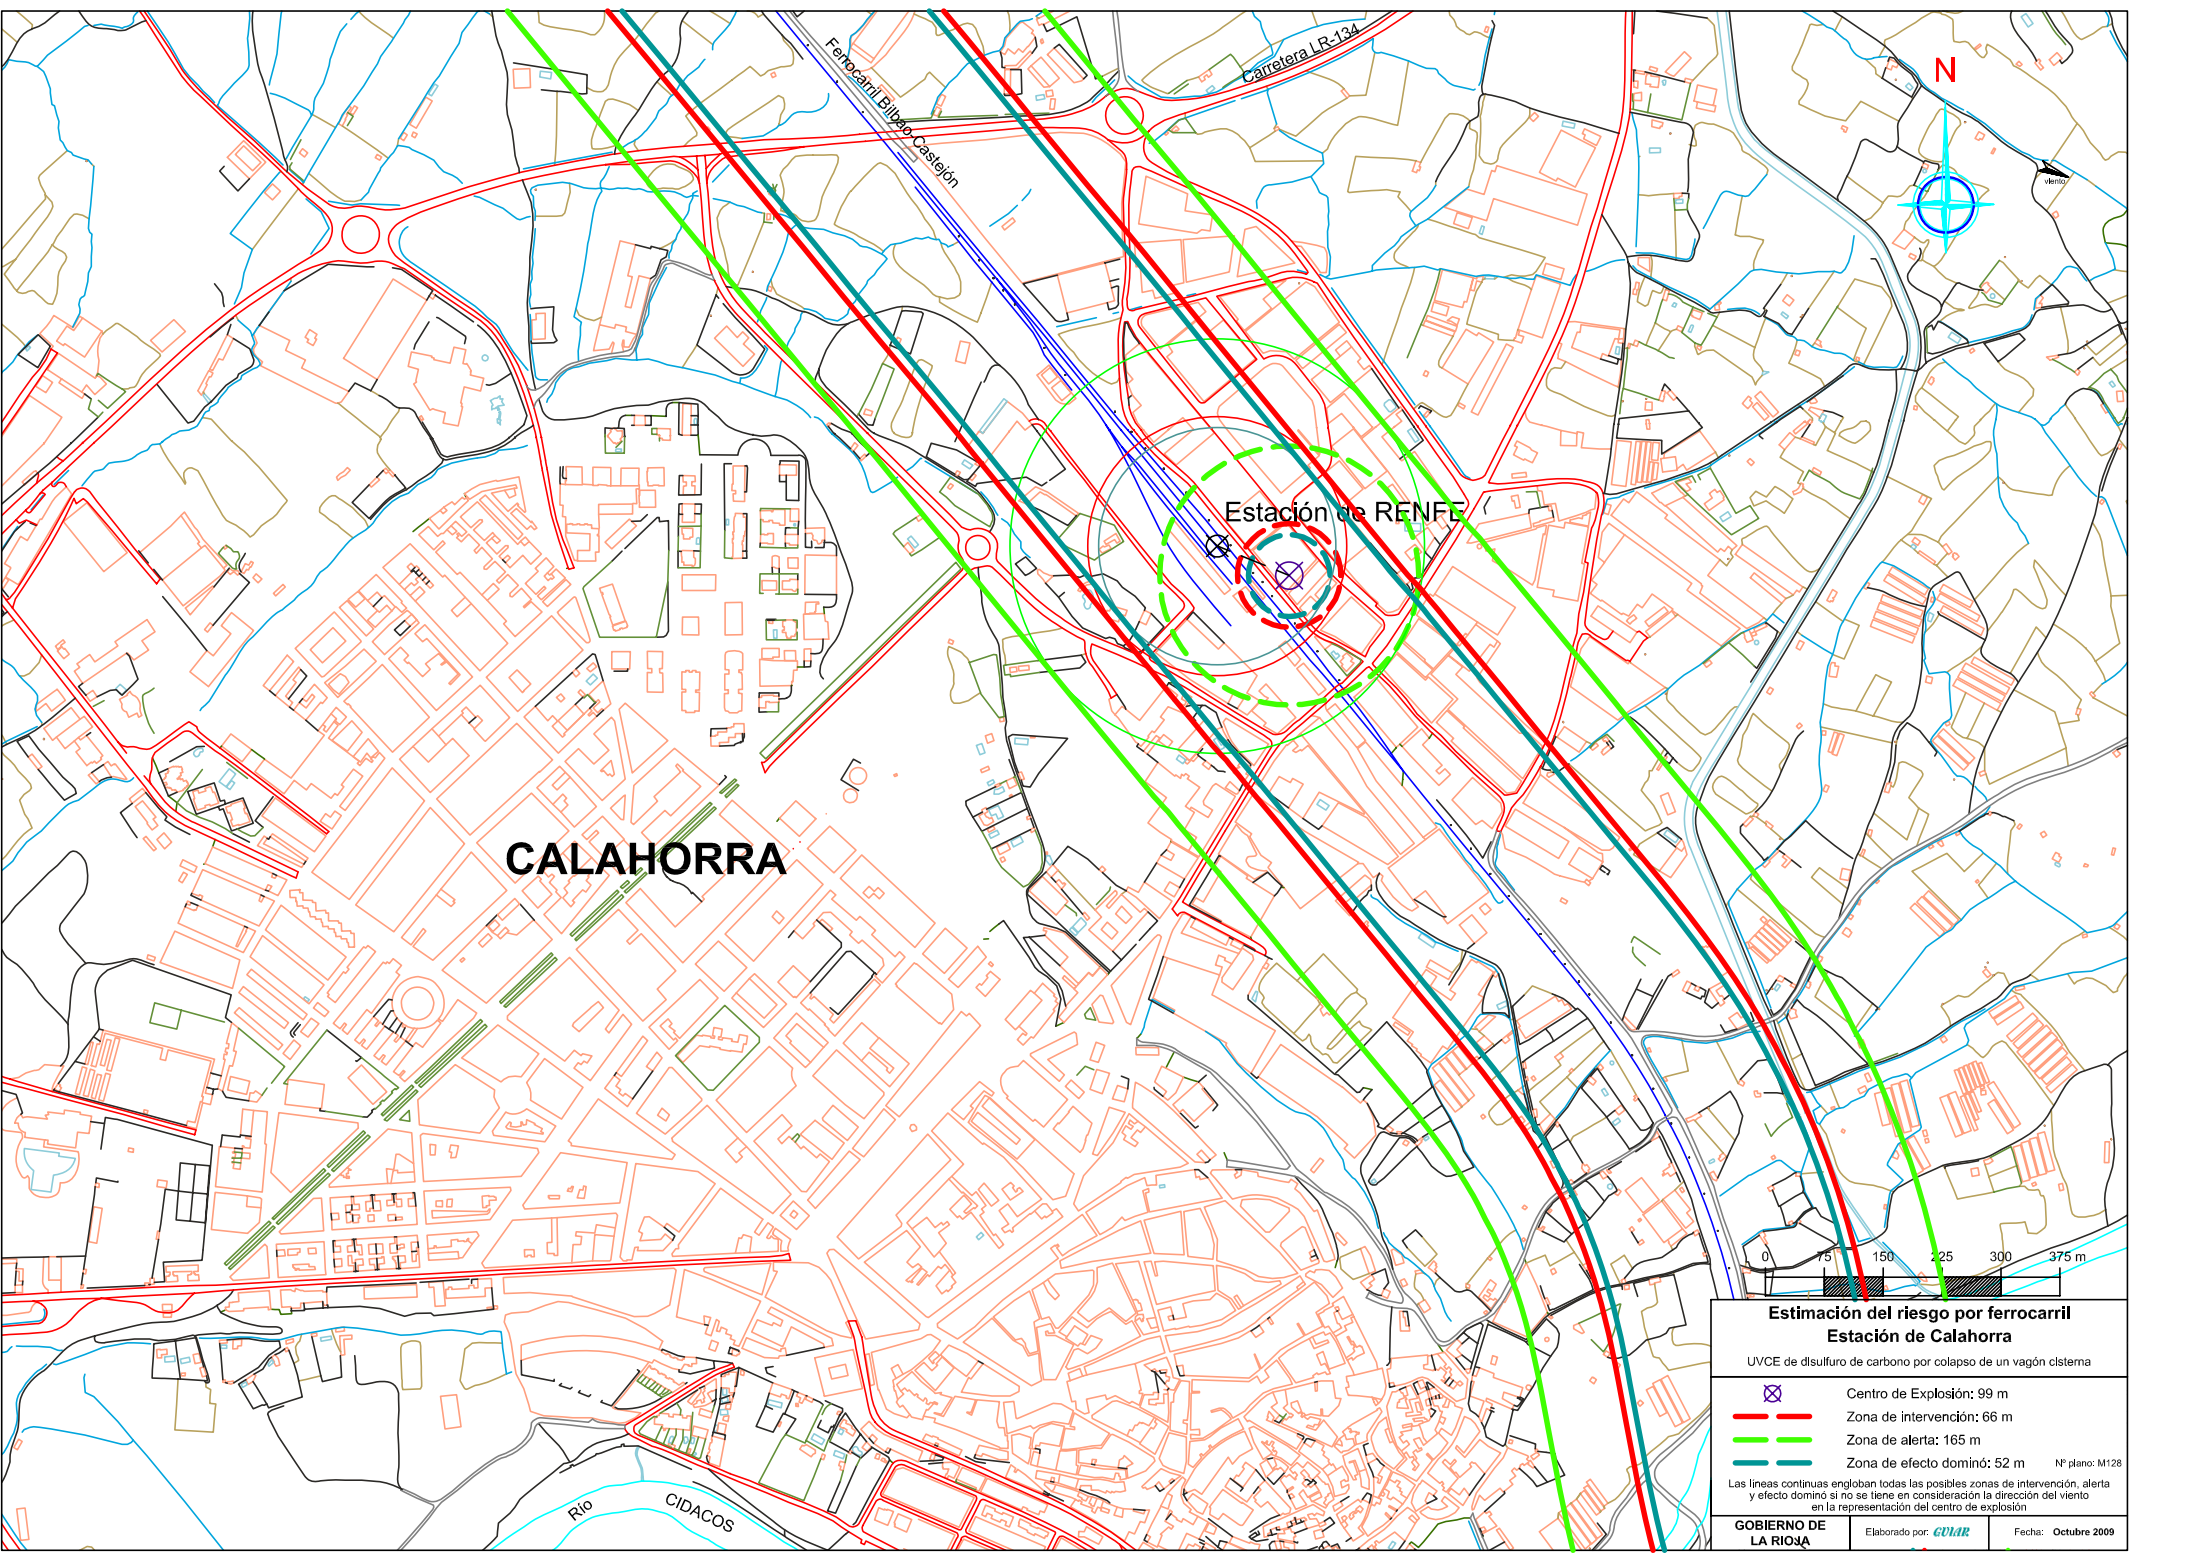 Carretera LR-134
Ferrocarril Bilbao-Castejón
N
viento
Estación de RENFE
CALAHORRA
Río
CIDACOS
0 75 150 225 300 375 m
Estimación del riesgo por ferrocarril
Estación de Calahorra
UVCE de disulfuro de carbono por colapso de un vagón cisterna
Centro de Explosión: 99 m
Zona de intervención: 66 m
Zona de alerta: 165 m
Zona de efecto dominó: 52 m
Nº plano: M128
Las líneas continuas engloban todas las posibles zonas de intervención, alerta
y efecto dominó si no se tiene en consideración la dirección del viento
en la representación del centro de explosión
GOBIERNO DE
LA RIOJA
Elaborado por: GUIAR
Fecha: Octubre 2009